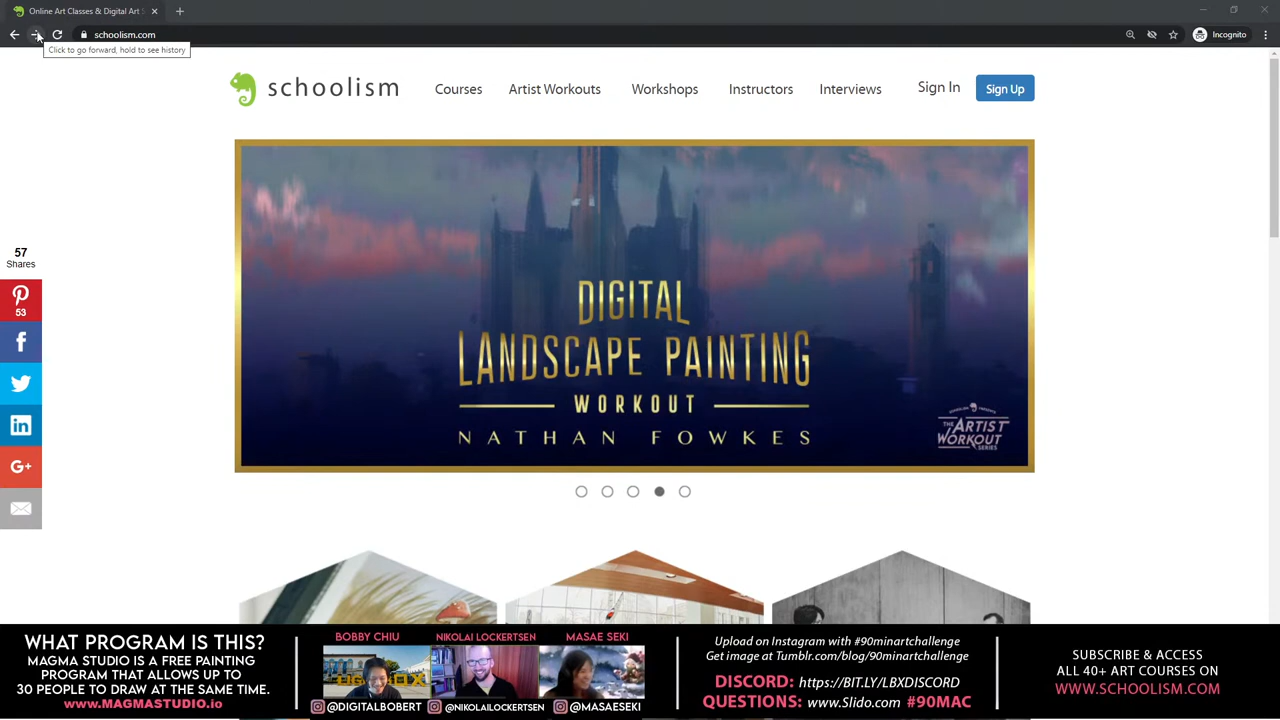 Online Art Classes & Digital Art S
schoolism.com
Incognito
Click to go forward, hold to see history
schoolism
Courses
Artist Workouts
Workshops
Instructors
Interviews
Sign In
Sign Up
57
Shares
53
DIGITAL
LANDSCAPE PAINTING
WORKOUT
NATHAN FOWKES
SCHOOLISM PRESENTS
THE ARTIST
WORKOUT
SERIES
WHAT PROGRAM IS THIS?
MAGMA STUDIO IS A FREE PAINTING
PROGRAM THAT ALLOWS UP TO
30 PEOPLE TO DRAW AT THE SAME TIME.
www.MAGMASTUDIO.io
BOBBY CHIU
NIKOLAI LOCKERTSEN
MASAE SEKI
@DIGITALBOBERT
@NIKOLAILOCKERTSEN
@MASAESEKI
Upload on Instagram with #90minartchallenge
Get image at Tumblr.com/blog/90minartchallenge
DISCORD: https://BIT.LY/LBXDISCORD
QUESTIONS: www.Slido.com #90MAC
SUBSCRIBE & ACCESS
ALL 40+ ART COURSES ON
WWW.SCHOOLISM.COM